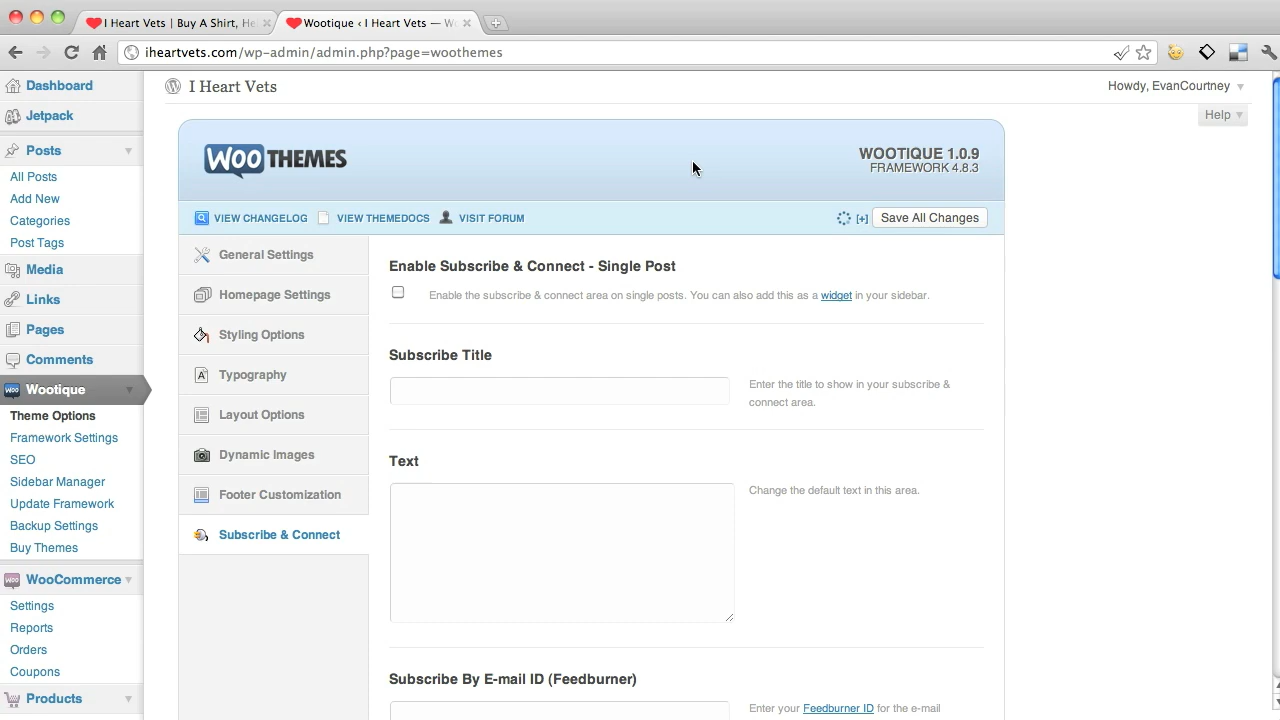 I Heart Vets | Buy A Shirt, He
Wootique ‹ I Heart Vets — Wo
iheartvets.com/wp-admin/admin.php?page=woothemes
Dashboard
Jetpack
Posts
All Posts
Add New
Categories
Post Tags
Media
Links
Pages
Comments
Wootique
Theme Options
Framework Settings
SEO
Sidebar Manager
Update Framework
Backup Settings
Buy Themes
WooCommerce
Settings
Reports
Orders
Coupons
Products
I Heart Vets
Howdy, EvanCourtney
Help
WOOTHEMES
WOOTIQUE 1.0.9
FRAMEWORK 4.8.3
VIEW CHANGELOG VIEW THEMEDOCS VISIT FORUM
[+] Save All Changes
General Settings
Homepage Settings
Styling Options
Typography
Layout Options
Dynamic Images
Footer Customization
Subscribe & Connect
Enable Subscribe & Connect - Single Post
Enable the subscribe & connect area on single posts. You can also add this as a widget in your sidebar.
Subscribe Title
Enter the title to show in your subscribe &
connect area.
Text
Change the default text in this area.
Subscribe By E-mail ID (Feedburner)
Enter your Feedburner ID for the e-mail